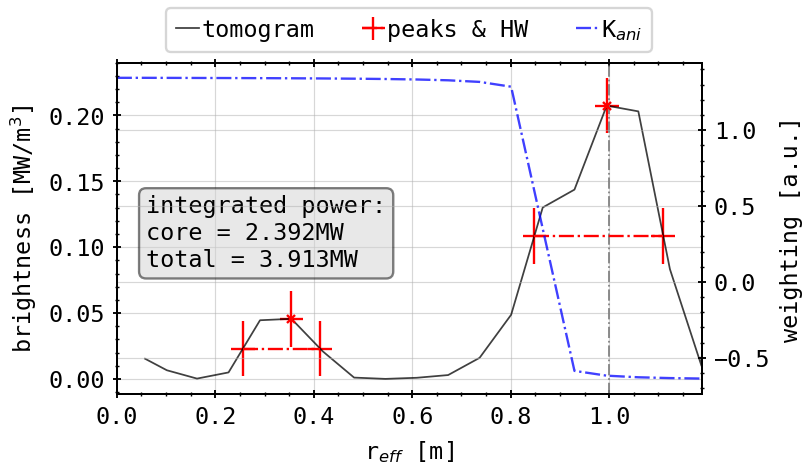 tomogram peaks & HW K_ani
brightness [MW/m³]
0.20
0.15
0.10
0.05
0.00
integrated power:
core = 2.392MW
total = 3.913MW
1.0
0.5
0.0
−0.5
weighting [a.u.]
0.0 0.2 0.4 0.6 0.8 1.0
r_eff [m]